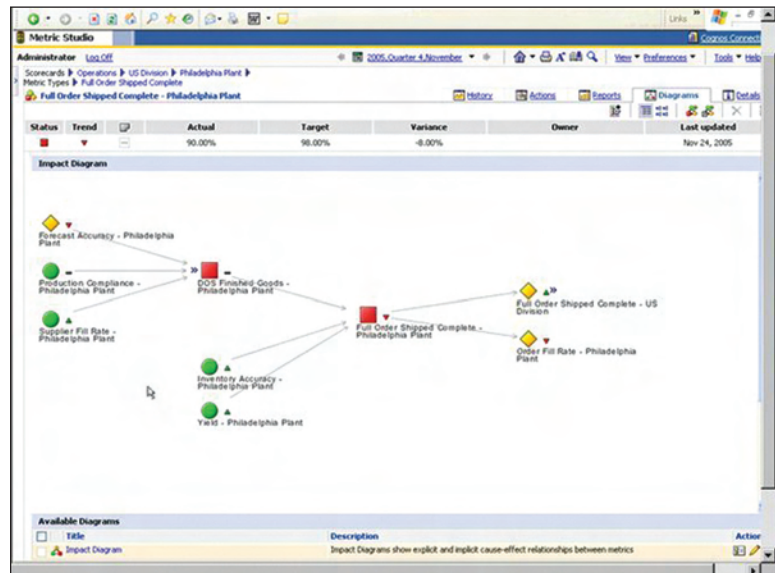 Links »
Metric Studio
Cognos Connect
Administrator Log Off
2005.Quarter 4.November
View Preferences Tools Help
Scorecards Operations US Division Philadelphia Plant
Metric Types Full Order Shipped Complete
Full Order Shipped Complete - Philadelphia Plant
History Actions Reports Diagrams Details
Status Trend Actual Target Variance Owner Last updated
90.00% 98.00% -8.00% Nov 24, 2005
Impact Diagram
Forecast Accuracy - Philadelphia
Plant
Production Compliance -
Philadelphia Plant
Supplier Fill Rate -
Philadelphia Plant
DOS Finished Goods -
Philadelphia Plant
Inventory Accuracy -
Philadelphia Plant
Yield - Philadelphia Plant
Full Order Shipped Complete -
Philadelphia Plant
Full Order Shipped Complete - US
Division
Order Fill Rate - Philadelphia
Plant
Available Diagrams
Title Description Action
Impact Diagram Impact Diagrams show explicit and implicit cause-effect relationships between metrics